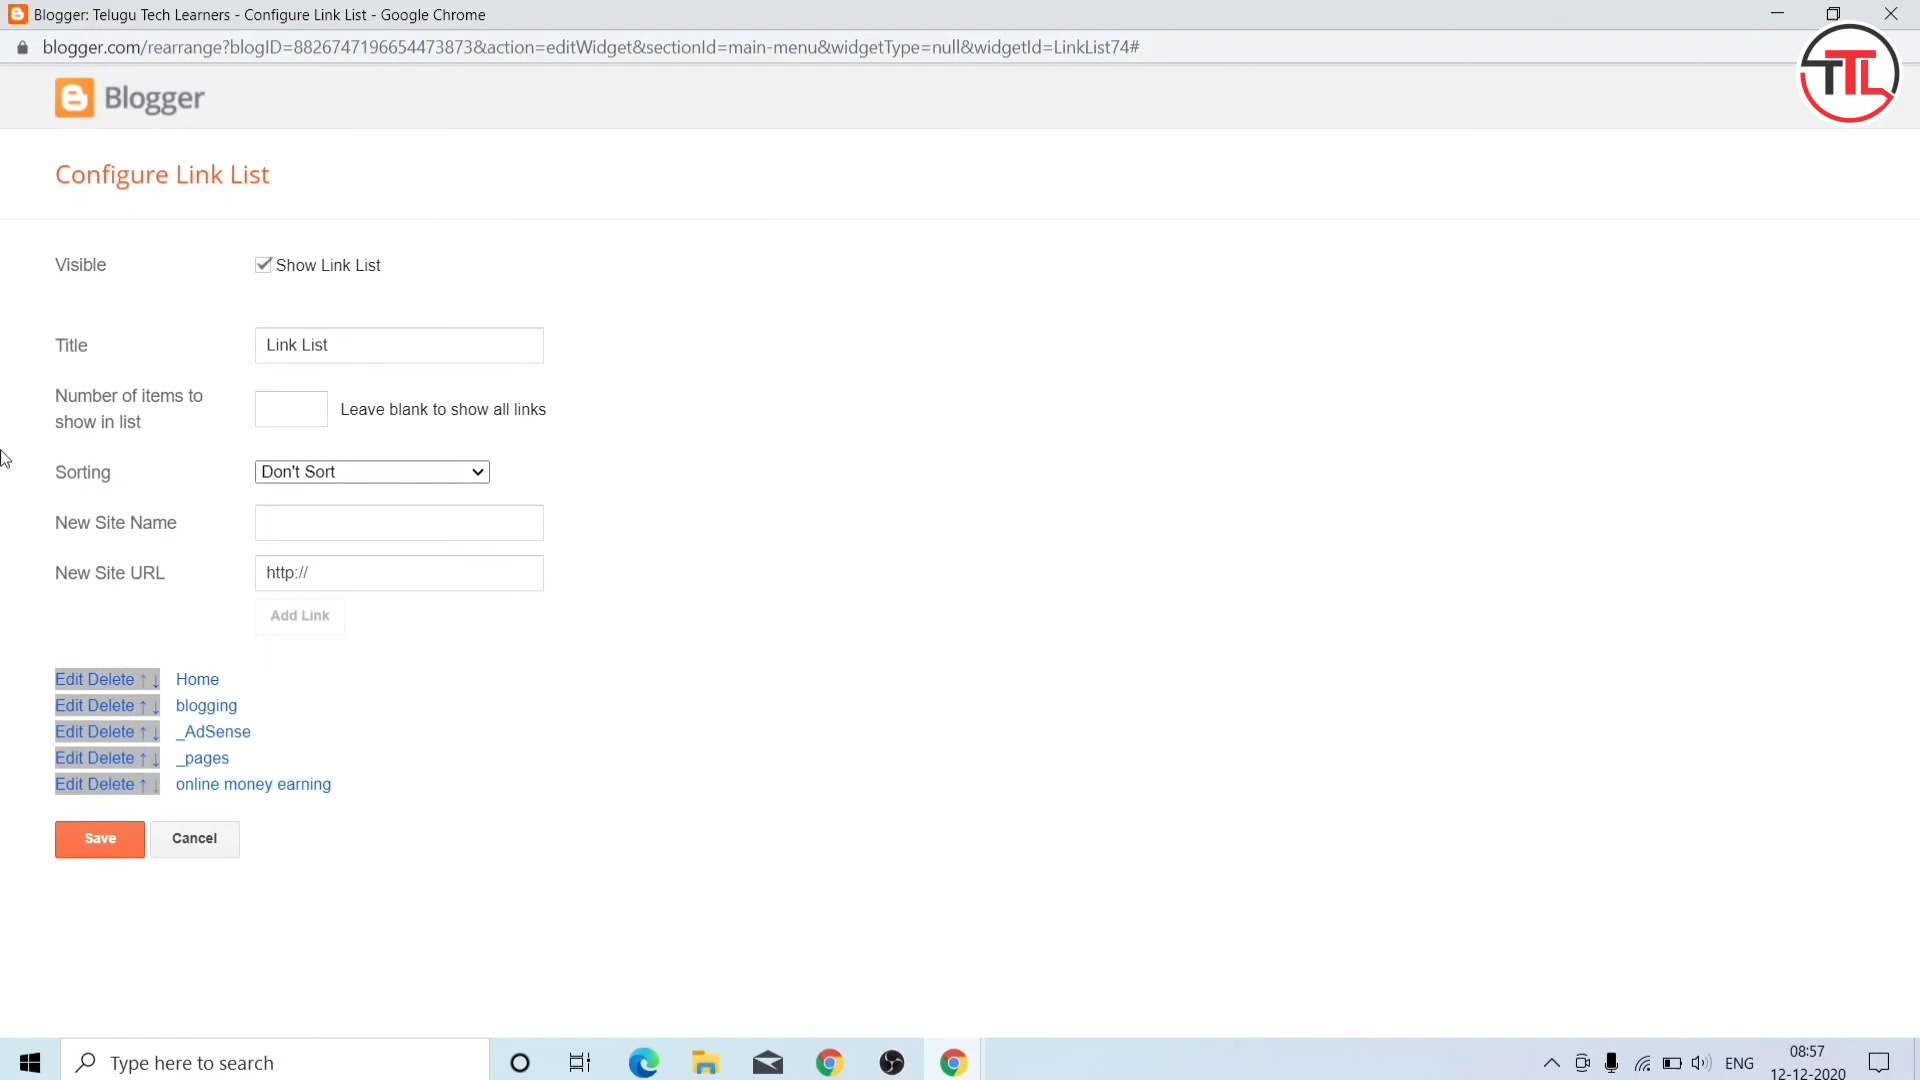 Blogger: Telugu Tech Learners - Configure Link List - Google Chrome
blogger.com/rearrange?blogID=8826747196654473873&action=editWidget&sectionId=main-menu&widgetType=null&widgetId=LinkList74#
Blogger
TTL
Configure Link List
Visible Show Link List
Title Link List
Number of items to
show in list
Leave blank to show all links
Sorting Don't Sort
New Site Name
New Site URL http://
Add Link
Edit Delete ↑ ↓ Home
Edit Delete ↑ ↓ blogging
Edit Delete ↑ ↓ _AdSense
Edit Delete ↑ ↓ _pages
Edit Delete ↑ ↓ online money earning
Save Cancel
Type here to search
ENG
08:57
12-12-2020